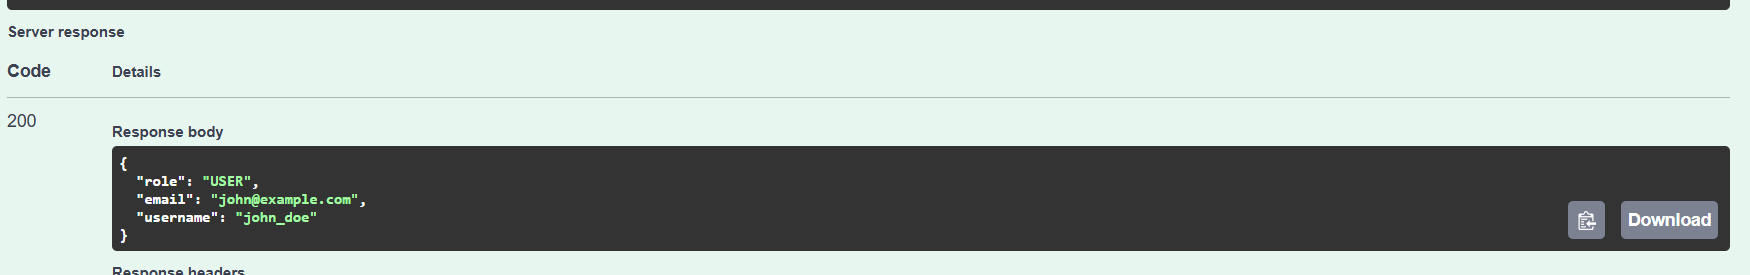 Server response
Code Details
200
Response body
{
  "role": "USER",
  "email": "john@example.com",
  "username": "john_doe"
}
Download
Response headers